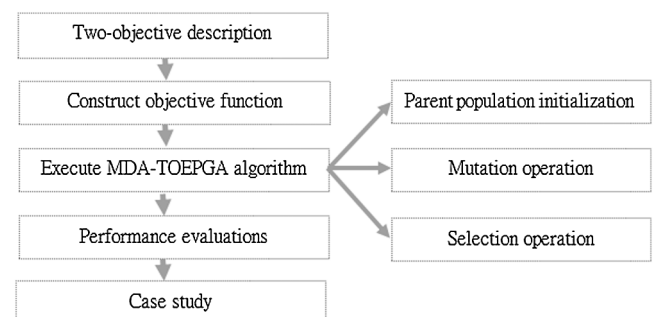 Two-objective description
Construct objective function
Parent population initialization
Execute MDA-TOEPGA algorithm
Mutation operation
Performance evaluations
Selection operation
Case study